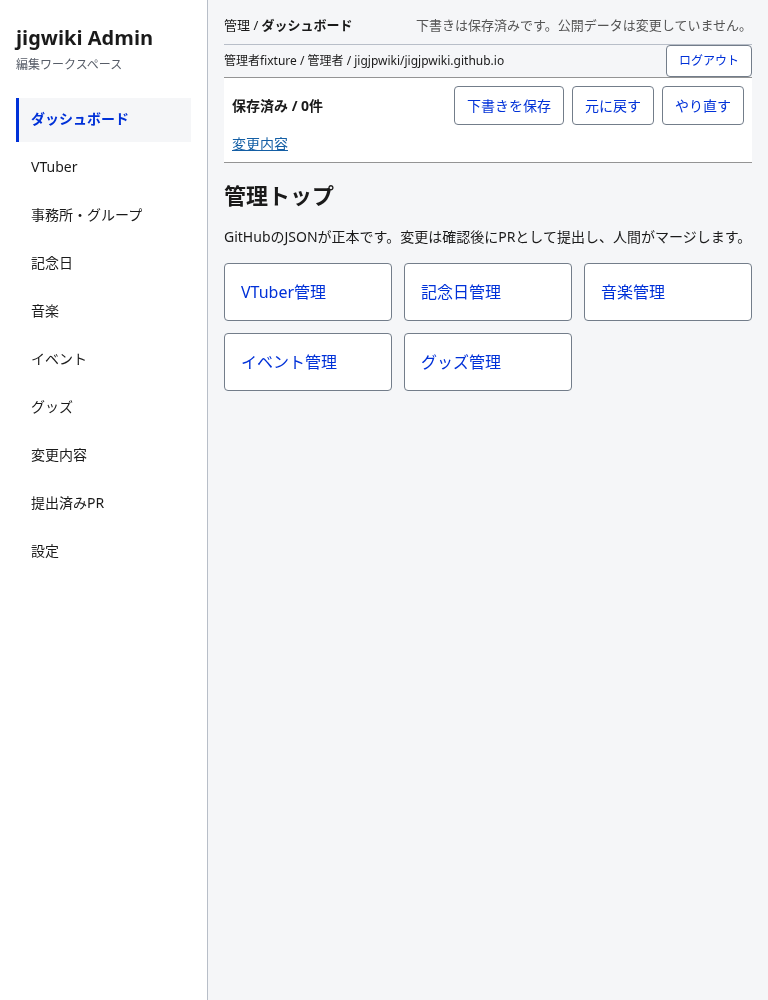 jigwiki Admin
編集ワークスペース
ダッシュボード
VTuber
事務所・グループ
記念日
音楽
イベント
グッズ
変更内容
提出済みPR
設定
管理 / ダッシュボード
下書きは保存済みです。公開データは変更していません。
管理者fixture / 管理者 / jigjpwiki/jigjpwiki.github.io
ログアウト
保存済み / 0件
下書きを保存
元に戻す
やり直す
変更内容
管理トップ
GitHubのJSONが正本です。変更は確認後にPRとして提出し、人間がマージします。
VTuber管理
記念日管理
音楽管理
イベント管理
グッズ管理